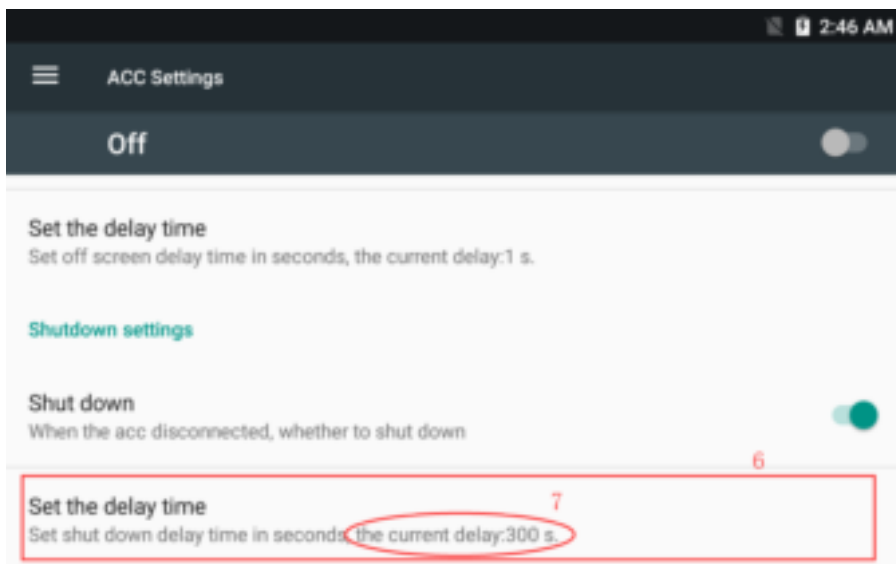 2:46 AM
ACC Settings
Off
Set the delay time
Set off screen delay time in seconds, the current delay:1 s.
Shutdown settings
Shut down
When the acc disconnected, whether to shut down
6
Set the delay time
7
Set shut down delay time in seconds, the current delay:300 s.